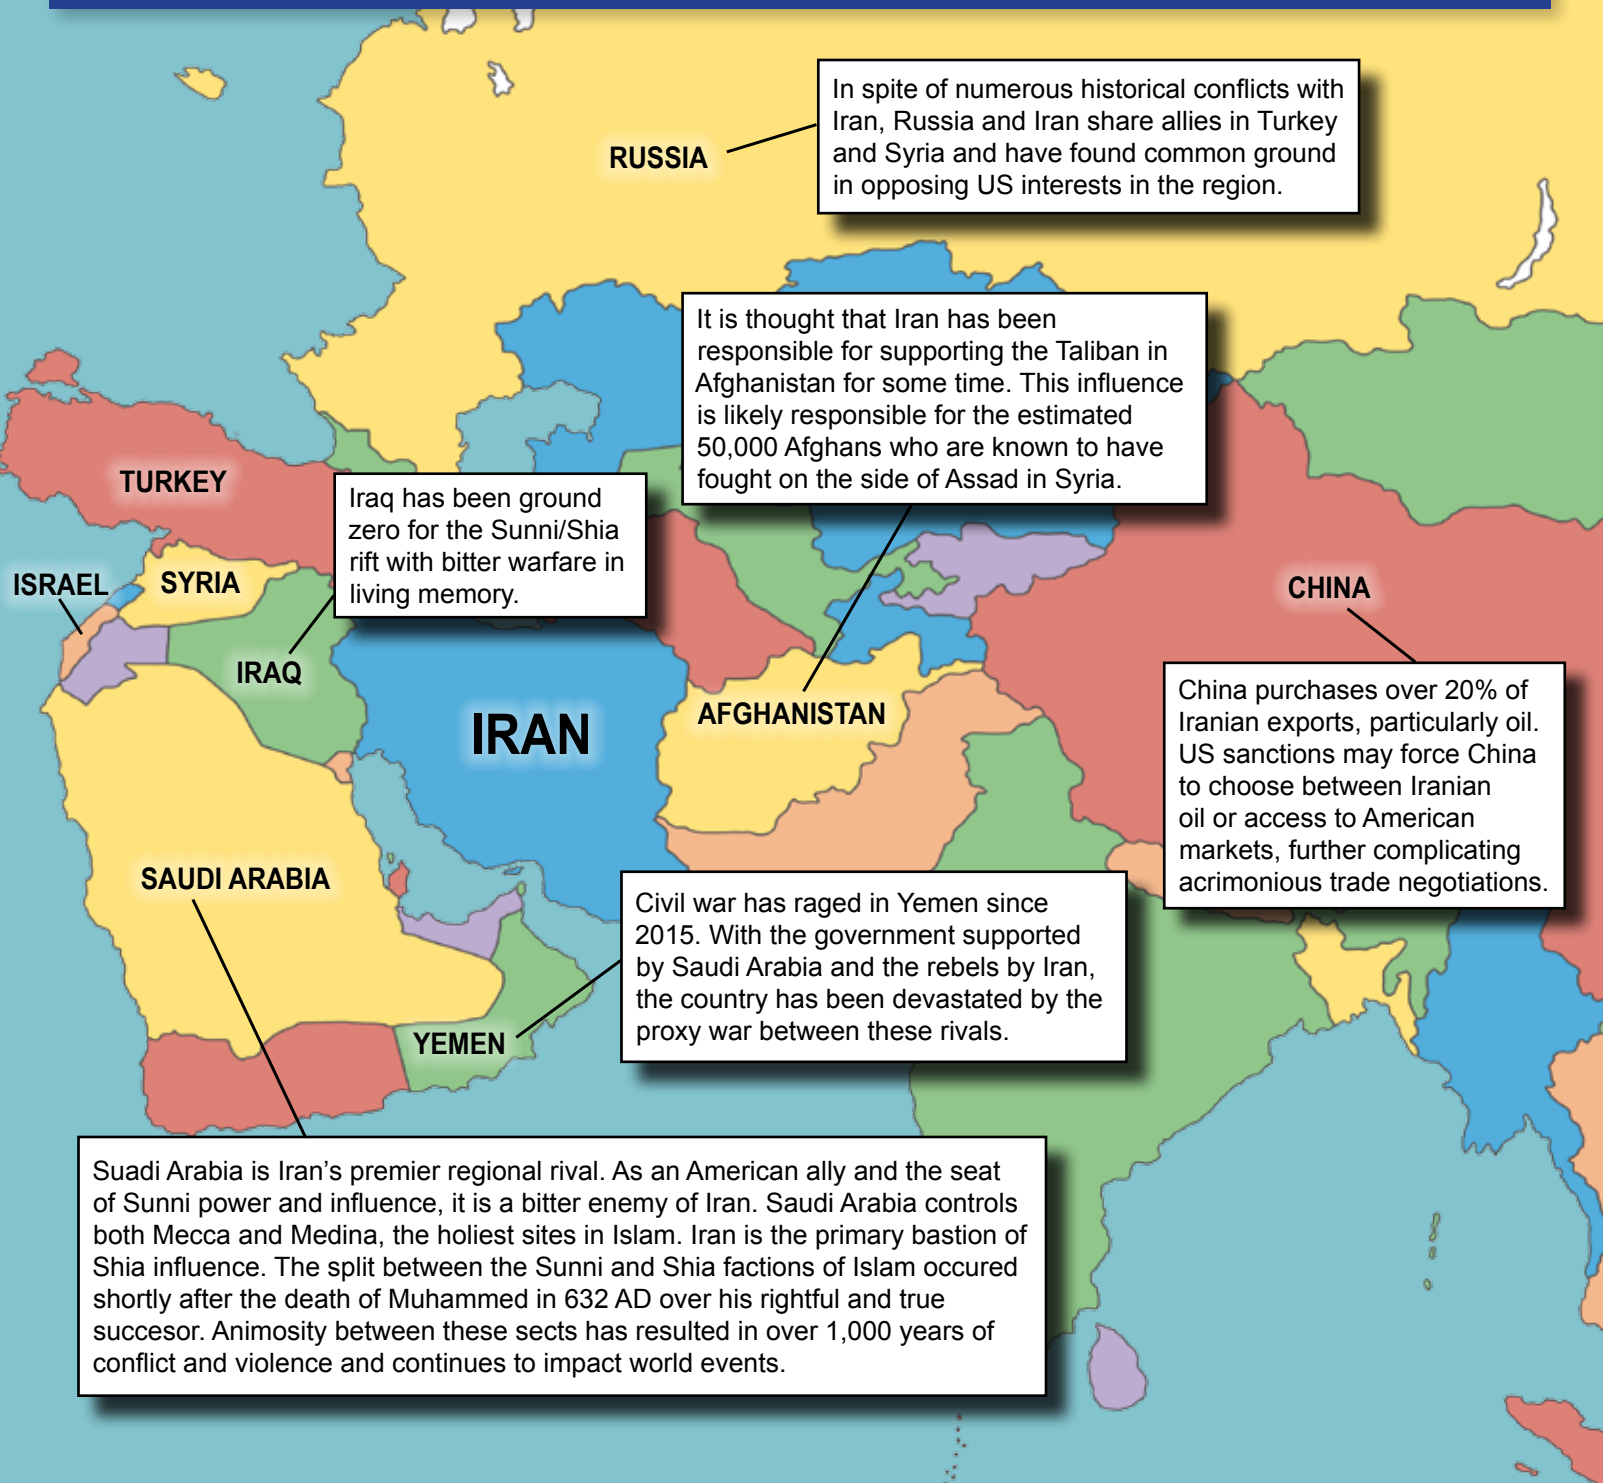 RUSSIA
In spite of numerous historical conflicts with
Iran, Russia and Iran share allies in Turkey
and Syria and have found common ground
in opposing US interests in the region.
It is thought that Iran has been
responsible for supporting the Taliban in
Afghanistan for some time. This influence
is likely responsible for the estimated
50,000 Afghans who are known to have
fought on the side of Assad in Syria.
TURKEY
Iraq has been ground
zero for the Sunni/Shia
rift with bitter warfare in
living memory.
ISRAEL
SYRIA
CHINA
IRAQ
IRAN
AFGHANISTAN
China purchases over 20% of
Iranian exports, particularly oil.
US sanctions may force China
to choose between Iranian
oil or access to American
markets, further complicating
acrimonious trade negotiations.
SAUDI ARABIA
Civil war has raged in Yemen since
2015. With the government supported
by Saudi Arabia and the rebels by Iran,
the country has been devastated by the
proxy war between these rivals.
YEMEN
Suadi Arabia is Iran's premier regional rival. As an American ally and the seat
of Sunni power and influence, it is a bitter enemy of Iran. Saudi Arabia controls
both Mecca and Medina, the holiest sites in Islam. Iran is the primary bastion of
Shia influence. The split between the Sunni and Shia factions of Islam occured
shortly after the death of Muhammed in 632 AD over his rightful and true
succesor. Animosity between these sects has resulted in over 1,000 years of
conflict and violence and continues to impact world events.